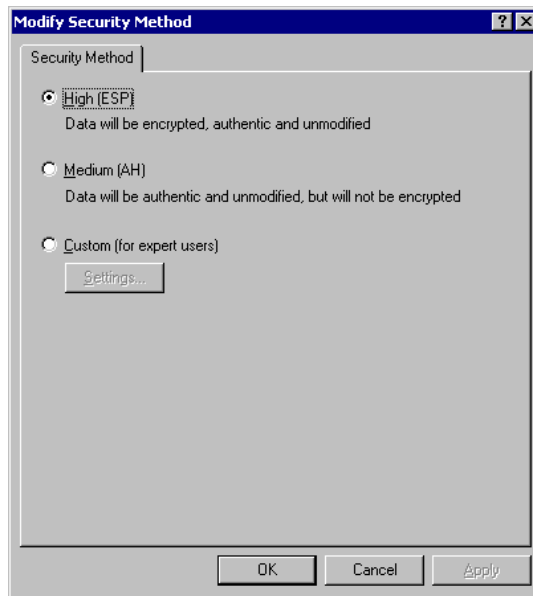 Modify Security Method
Security Method
High (ESP)
Data will be encrypted, authentic and unmodified
Medium (AH)
Data will be authentic and unmodified, but will not be encrypted
Custom (for expert users)
Settings...
OK Cancel Apply